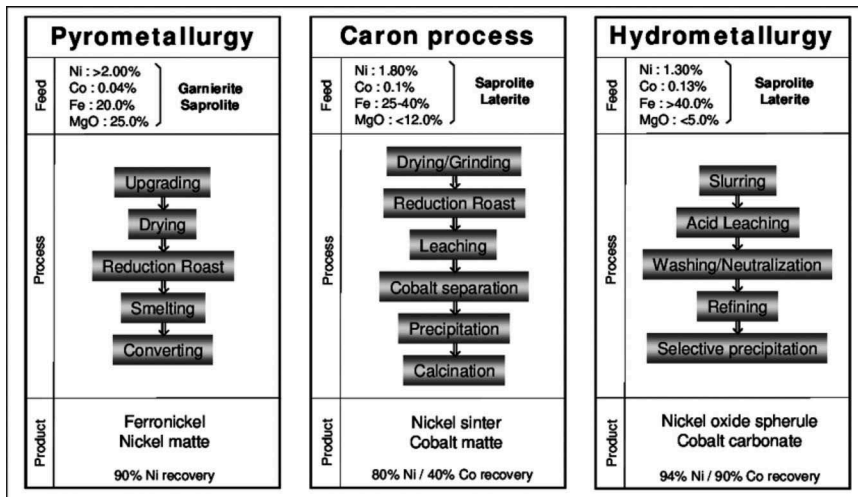 Pyrometallurgy
Feed
Ni : >2.00%
Co : 0.04%
Fe : 20.0%
MgO : 25.0%
Garnierite
Saprolite
Process
Upgrading
Drying
Reduction Roast
Smelting
Converting
Product
Ferronickel
Nickel matte
90% Ni recovery
Caron process
Feed
Ni : 1.80%
Co : 0.1%
Fe : 25-40%
MgO : <12.0%
Saprolite
Laterite
Process
Drying/Grinding
Reduction Roast
Leaching
Cobalt separation
Precipitation
Calcination
Product
Nickel sinter
Cobalt matte
80% Ni / 40% Co recovery
Hydrometallurgy
Feed
Ni : 1.30%
Co : 0.13%
Fe : >40.0%
MgO : <5.0%
Saprolite
Laterite
Process
Slurring
Acid Leaching
Washing/Neutralization
Refining
Selective precipitation
Product
Nickel oxide spherule
Cobalt carbonate
94% Ni / 90% Co recovery